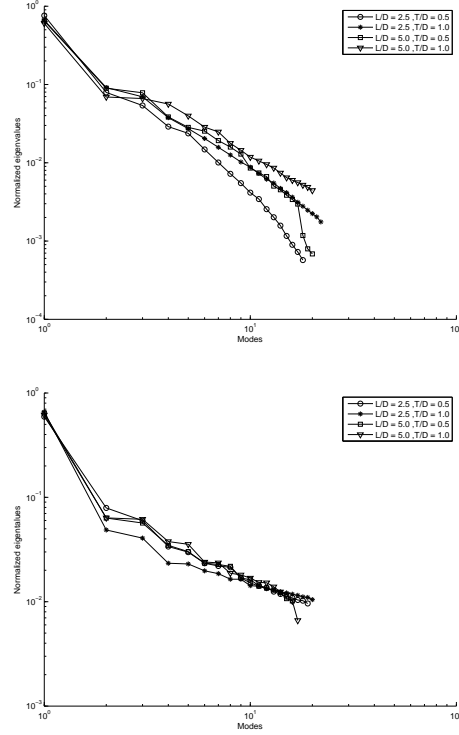 10^0
10^-1
10^-2
10^-3
10^-4
Normalized eigenvalues
10^0
10^1
10^2
Modes
L/D = 2.5 ,T/D = 0.5
L/D = 2.5 ,T/D = 1.0
L/D = 5.0 ,T/D = 0.5
L/D = 5.0 ,T/D = 1.0
10^0
10^-1
10^-2
10^-3
Normalized eigentalues
10^0
10^1
10^2
Modes
L/D = 2.5 ,T/D = 0.5
L/D = 2.5 ,T/D = 1.0
L/D = 5.0 ,T/D = 0.5
L/D = 5.0 ,T/D = 1.0